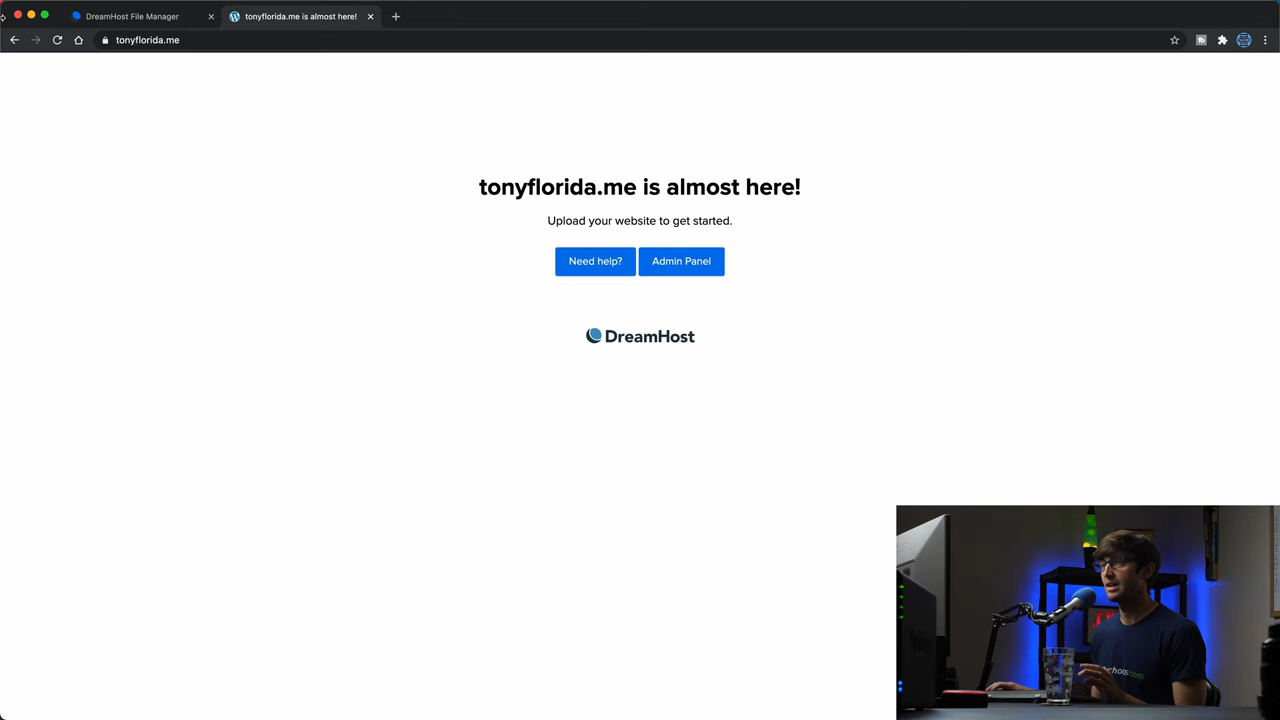 DreamHost File Manager
tonyflorida.me is almost here!
tonyflorida.me
tonyflorida.me is almost here!
Upload your website to get started.
Need help?
Admin Panel
DreamHost